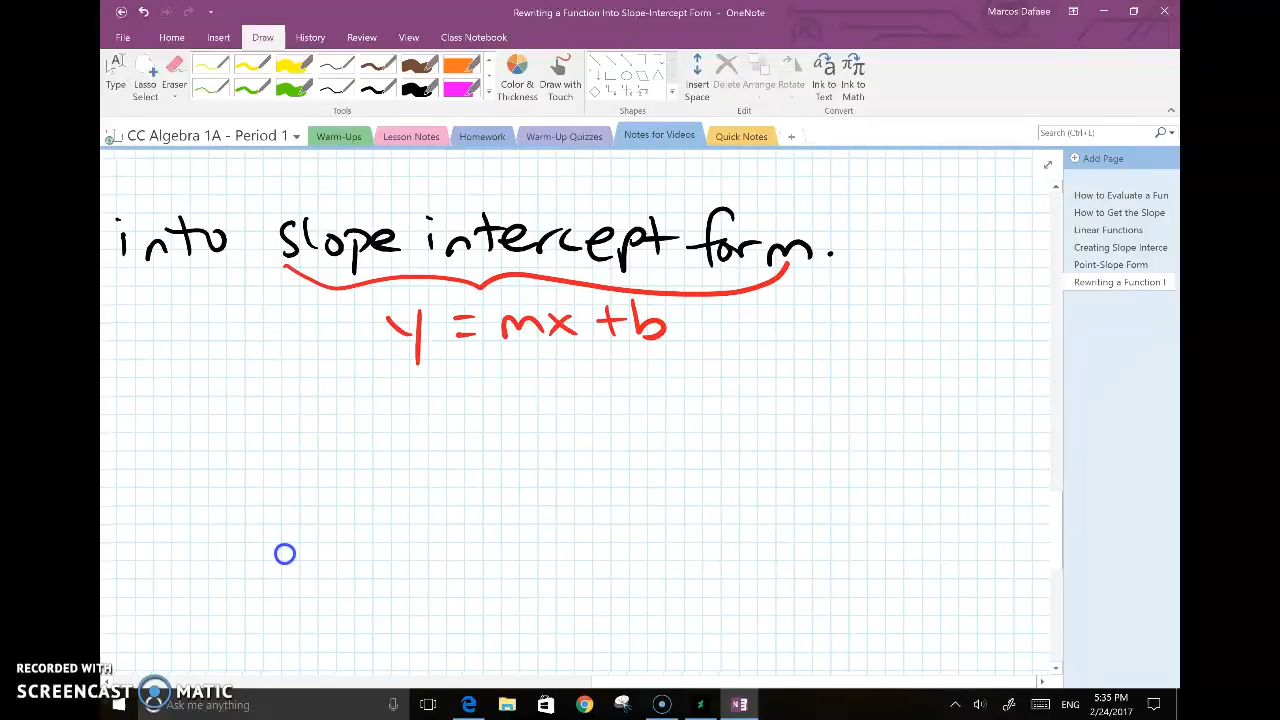 Rewriting a Function Into Slope-Intercept Form - OneNote
Marcos Dafaee
File Home Insert Draw History Review View Class Notebook
Type Lasso Select Eraser Color & Thickness Draw with Touch Insert Space Delete Arrange Rotate Ink to Text Ink to Math
Tools Shapes Edit Convert
CC Algebra 1A - Period 1 Warm-Ups Lesson Notes Homework Warm-Up Quizzes Notes for Videos Quick Notes Search (Ctrl+E)
Add Page
How to Evaluate a Fun
How to Get the Slope
Linear Functions
Creating Slope Interce
Point-Slope Form
Rewriting a Function I
into slope intercept form.
y = mx + b
RECORDED WITH
SCREENCAST MATIC
Ask me anything
ENG
5:35 PM
2/24/2017